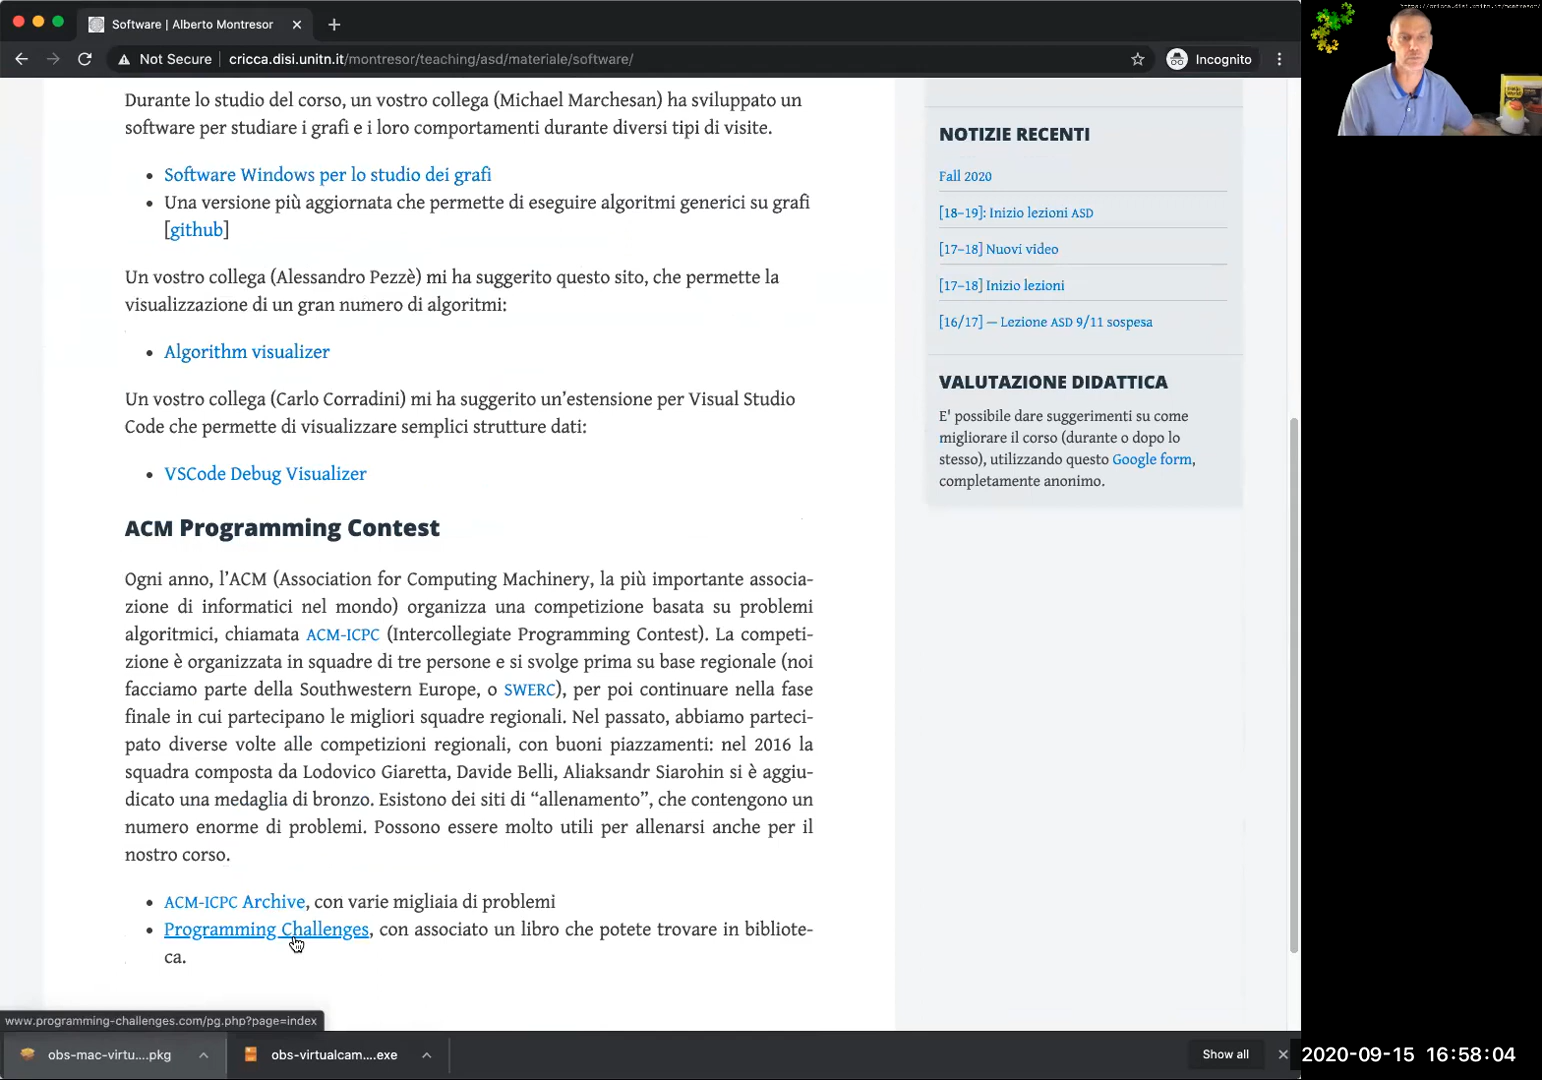 Software | Alberto Montresor
Not Secure | cricca.disi.unitn.it/montresor/teaching/asd/materiale/software/
Incognito
Durante lo studio del corso, un vostro collega (Michael Marchesan) ha sviluppato un
software per studiare i grafi e i loro comportamenti durante diversi tipi di visite.
• Software Windows per lo studio dei grafi
• Una versione più aggiornata che permette di eseguire algoritmi generici su grafi
[github]
Un vostro collega (Alessandro Pezzè) mi ha suggerito questo sito, che permette la
visualizzazione di un gran numero di algoritmi:
• Algorithm visualizer
Un vostro collega (Carlo Corradini) mi ha suggerito un’estensione per Visual Studio
Code che permette di visualizzare semplici strutture dati:
• VSCode Debug Visualizer
ACM Programming Contest
Ogni anno, l’ACM (Association for Computing Machinery, la più importante associa-
zione di informatici nel mondo) organizza una competizione basata su problemi
algoritmici, chiamata ACM-ICPC (Intercollegiate Programming Contest). La competi-
zione è organizzata in squadre di tre persone e si svolge prima su base regionale (noi
facciamo parte della Southwestern Europe, o SWERC), per poi continuare nella fase
finale in cui partecipano le migliori squadre regionali. Nel passato, abbiamo parteci-
pato diverse volte alle competizioni regionali, con buoni piazzamenti: nel 2016 la
squadra composta da Lodovico Giaretta, Davide Belli, Aliaksandr Siarohin si è aggiu-
dicato una medaglia di bronzo. Esistono dei siti di “allenamento”, che contengono un
numero enorme di problemi. Possono essere molto utili per allenarsi anche per il
nostro corso.
• ACM-ICPC Archive, con varie migliaia di problemi
• Programming Challenges, con associato un libro che potete trovare in bibliote-
ca.
NOTIZIE RECENTI
Fall 2020
[18–19]: Inizio lezioni ASD
[17–18] Nuovi video
[17–18] Inizio lezioni
[16/17] — Lezione ASD 9/11 sospesa
VALUTAZIONE DIDATTICA
E' possibile dare suggerimenti su come
migliorare il corso (durante o dopo lo
stesso), utilizzando questo Google form,
completamente anonimo.
www.programming-challenges.com/pg.php?page=index
obs-mac-virtu....pkg
obs-virtualcam....exe
Show all
2020-09-15 16:58:04